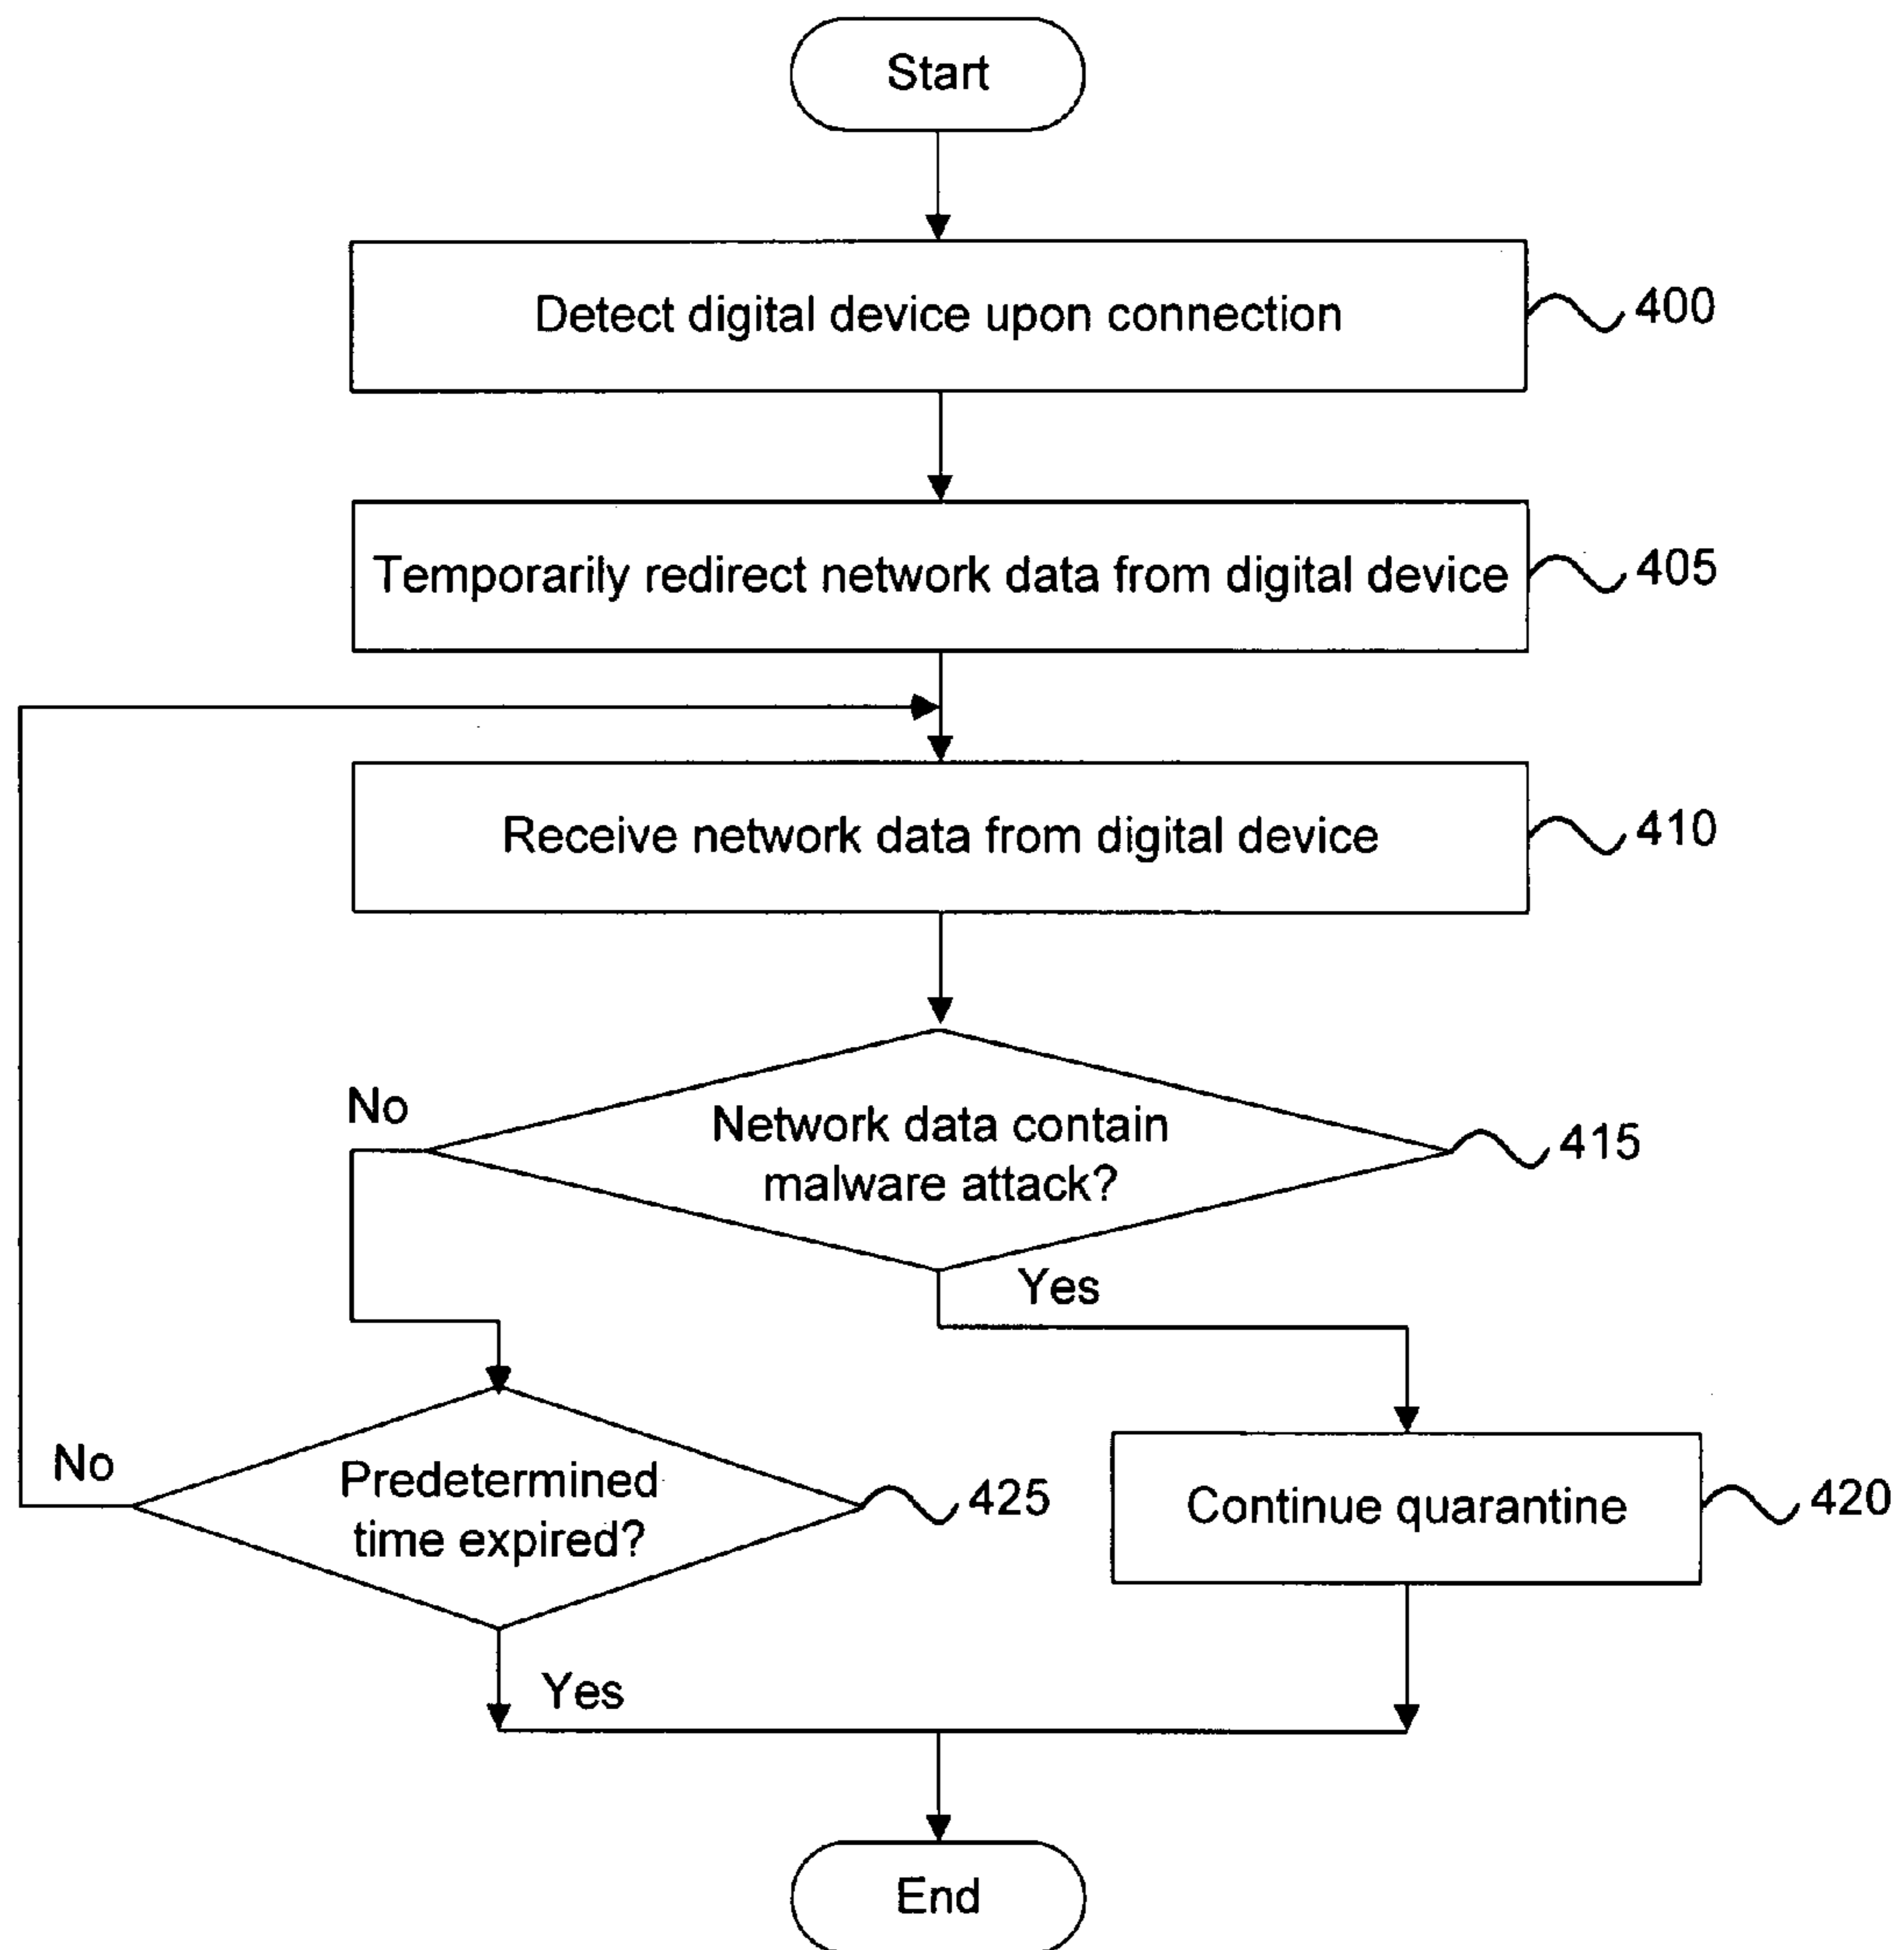 Start
Detect digital device upon connection
400
Temporarily redirect network data from digital device
405
Receive network data from digital device
410
No
Network data contain
malware attack?
415
Yes
No
Predetermined
time expired?
425
Continue quarantine
420
Yes
End